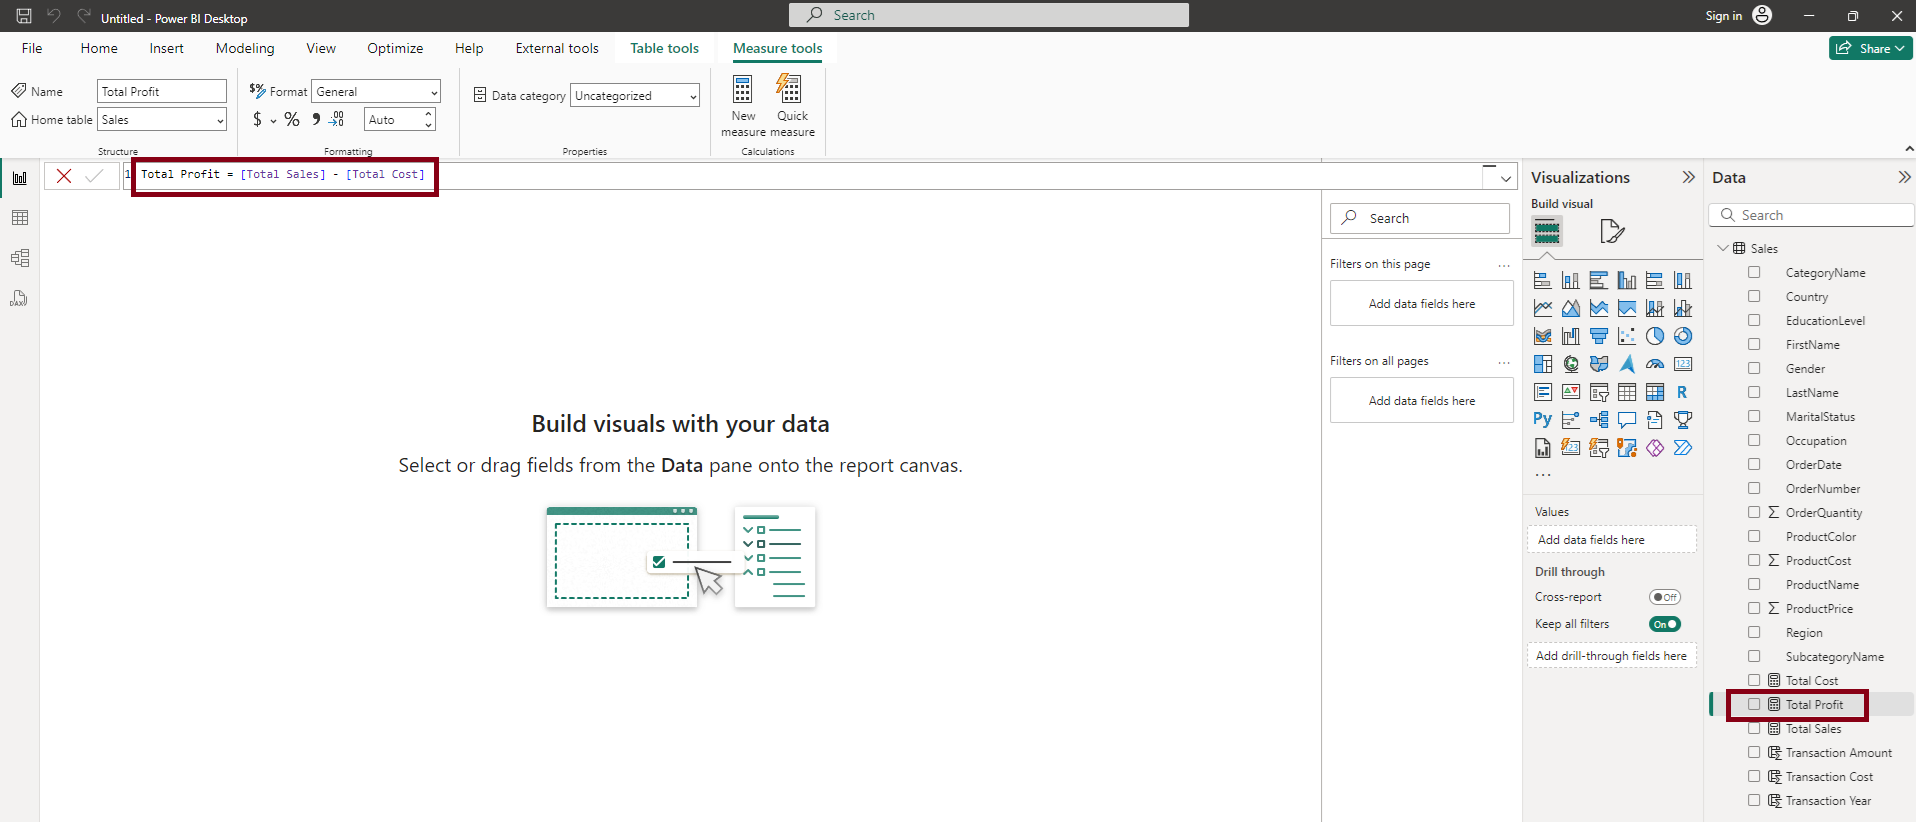 Untitled - Power BI Desktop
Search
Sign in
File Home Insert Modeling View Optimize Help External tools Table tools Measure tools
Share
Name Total Profit
Home table Sales
Structure
$% Format General
$ % Auto
Formatting
Data category Uncategorized
Properties
New measure
Quick measure
Calculations
1 Total Profit = [Total Sales] - [Total Cost]
Build visuals with your data
Select or drag fields from the Data pane onto the report canvas.
Search
Filters on this page ...
Add data fields here
Filters on all pages ...
Add data fields here
Visualizations
Build visual
123
R
Py
123
...
Values
Add data fields here
Drill through
Cross-report Off
Keep all filters On
Add drill-through fields here
Data
Search
Sales
CategoryName
Country
EducationLevel
FirstName
Gender
LastName
MaritalStatus
Occupation
OrderDate
OrderNumber
OrderQuantity
ProductColor
ProductCost
ProductName
ProductPrice
Region
SubcategoryName
Total Cost
Total Profit
Total Sales
Transaction Amount
Transaction Cost
Transaction Year
DAX